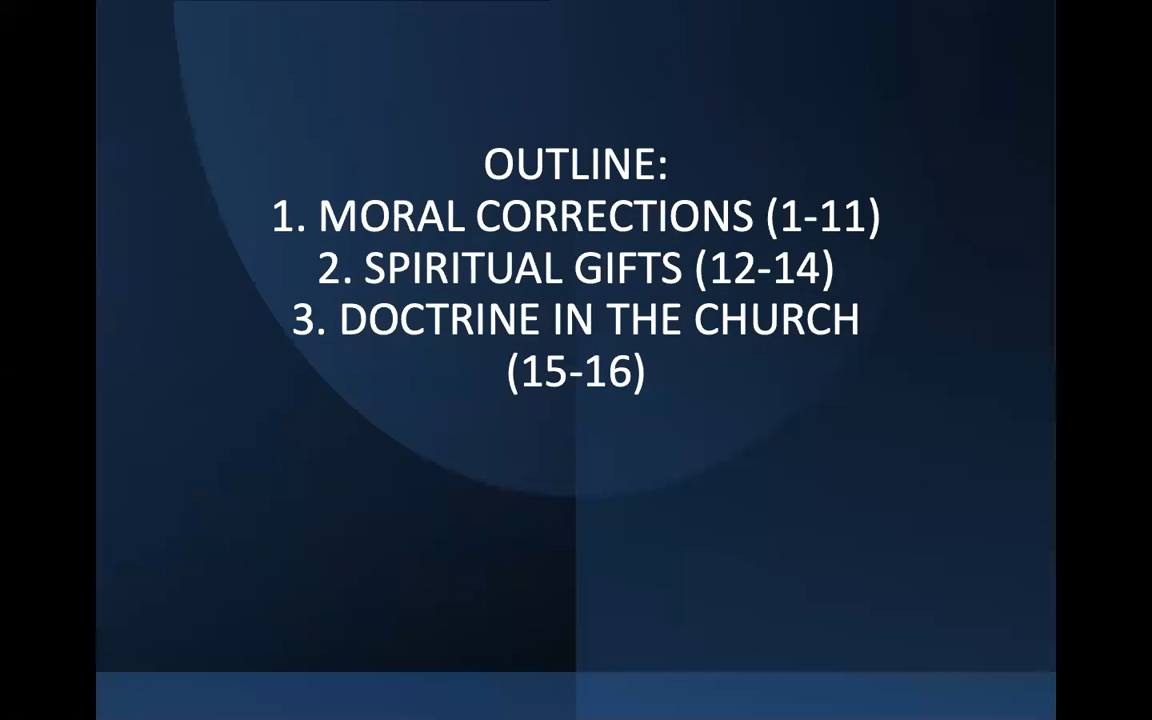 OUTLINE:
1. MORAL CORRECTIONS (1-11)
2. SPIRITUAL GIFTS (12-14)
3. DOCTRINE IN THE CHURCH
(15-16)